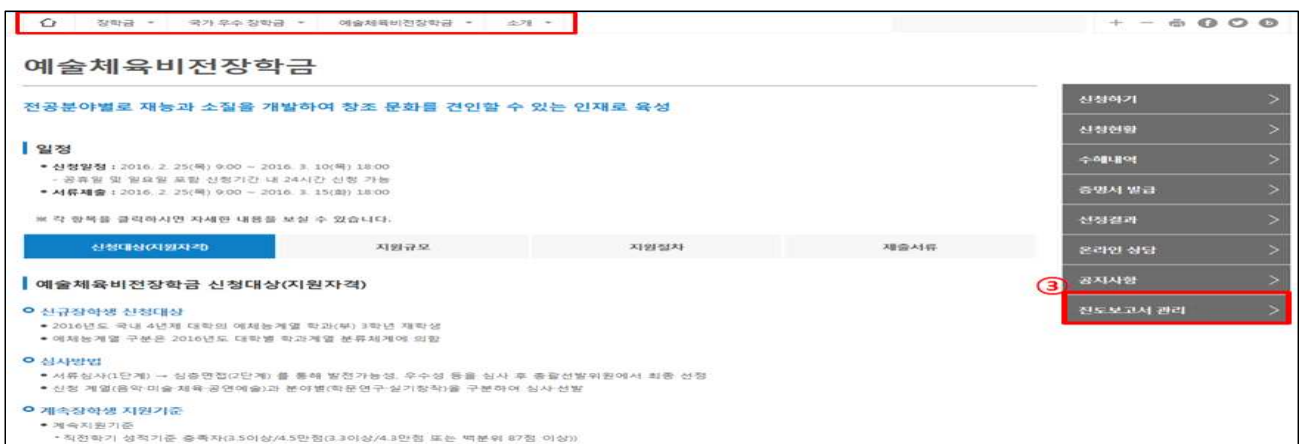 장학금 국가 우수 장학금 예술체육비전장학금 소개
예술체육비전장학금
전공분야별로 재능과 소질을 개발하여 창조 문화를 견인할 수 있는 인재로 육성
일정
• 신청일정 : 2016. 2. 25(목) 9:00 ~ 2016. 3. 10(목) 18:00
- 공휴일 및 일요일 포함 신청기간 내 24시간 신청 가능
• 서류제출 : 2016. 2. 25(목) 9:00 ~ 2016. 3. 15(화) 18:00
※ 각 항목을 클릭하시면 자세한 내용을 보실 수 있습니다.
신청대상(지원자격) 지원규모 지원절차 제출서류
예술체육비전장학금 신청대상(지원자격)
신규장학생 신청대상
• 2016년도 국내 4년제 대학의 예체능계열 학과(부) 3학년 재학생
• 예체능계열 구분은 2016년도 대학별 학과계열 분류체계에 의함
심사방법
• 서류심사(1단계) → 심층면접(2단계) 를 통해 발전가능성, 우수성 등을 심사 후 총괄선발위원에서 최종 선정
• 신청 계열(음악·미술·체육·공연예술)과 분야별(학문연구·실기창작)을 구분하여 심사·선발
계속장학생 지원기준
• 계속지원기준
* 직전학기 성적기준 충족자(3.5이상/4.5만점(3.3이상/4.3만점 또는 백분위 87점 이상))
신청하기 >
신청현황 >
수혜내역 >
증명서 발급 >
선정결과 >
온라인 상담 >
공지사항 >
③
진도보고서 관리 >